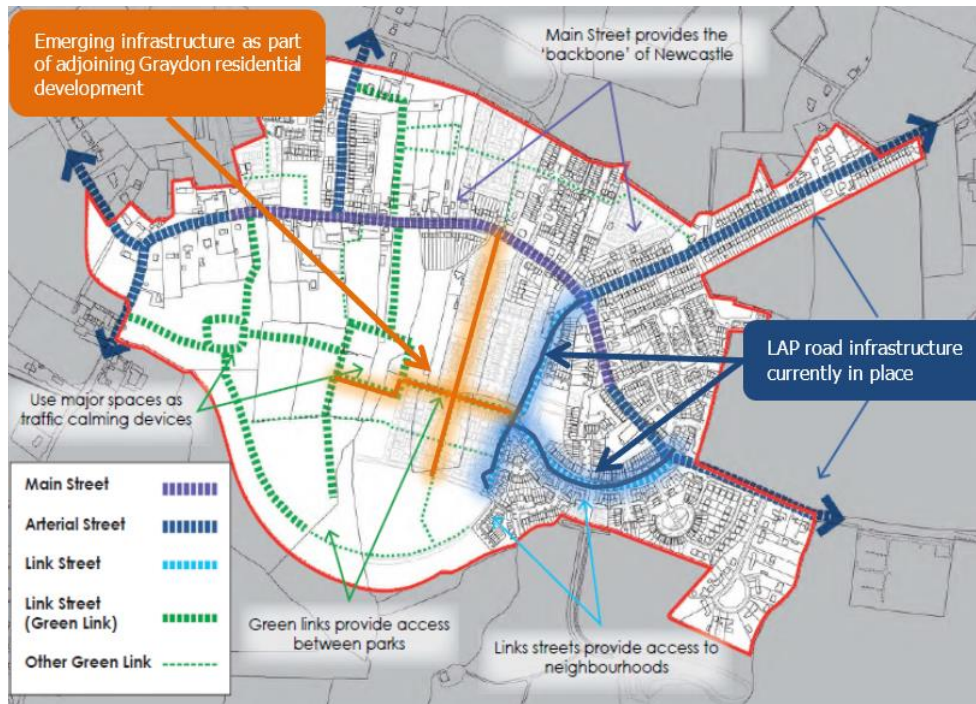 Emerging infrastructure as part
of adjoining Graydon residential
development
Main Street provides the
'backbone' of Newcastle
LAP road infrastructure
currently in place
Use major spaces as
traffic calming devices
Main Street
Arterial Street
Link Street
Link Street
(Green Link)
Other Green Link
Green links provide access
between parks
Links streets provide access to
neighbourhoods